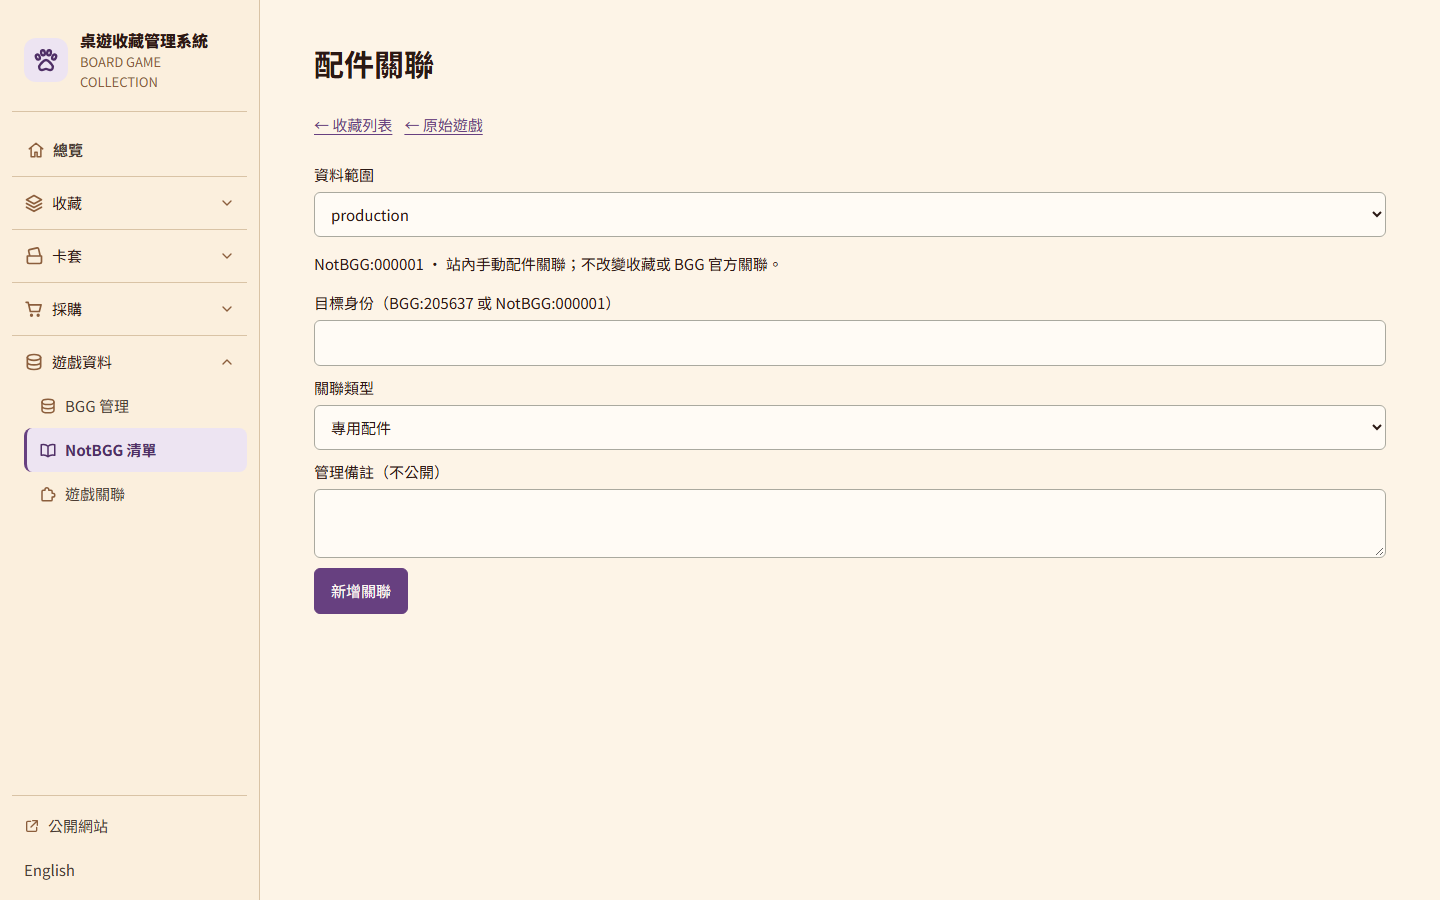 桌遊收藏管理系統
BOARD GAME
COLLECTION
總覽
收藏
卡套
採購
遊戲資料
BGG 管理
NotBGG 清單
遊戲關聯
公開網站
English
配件關聯
← 收藏列表 ← 原始遊戲
資料範圍
production
NotBGG:000001 · 站內手動配件關聯；不改變收藏或 BGG 官方關聯。
目標身份（BGG:205637 或 NotBGG:000001）
關聯類型
專用配件
管理備註（不公開）
新增關聯